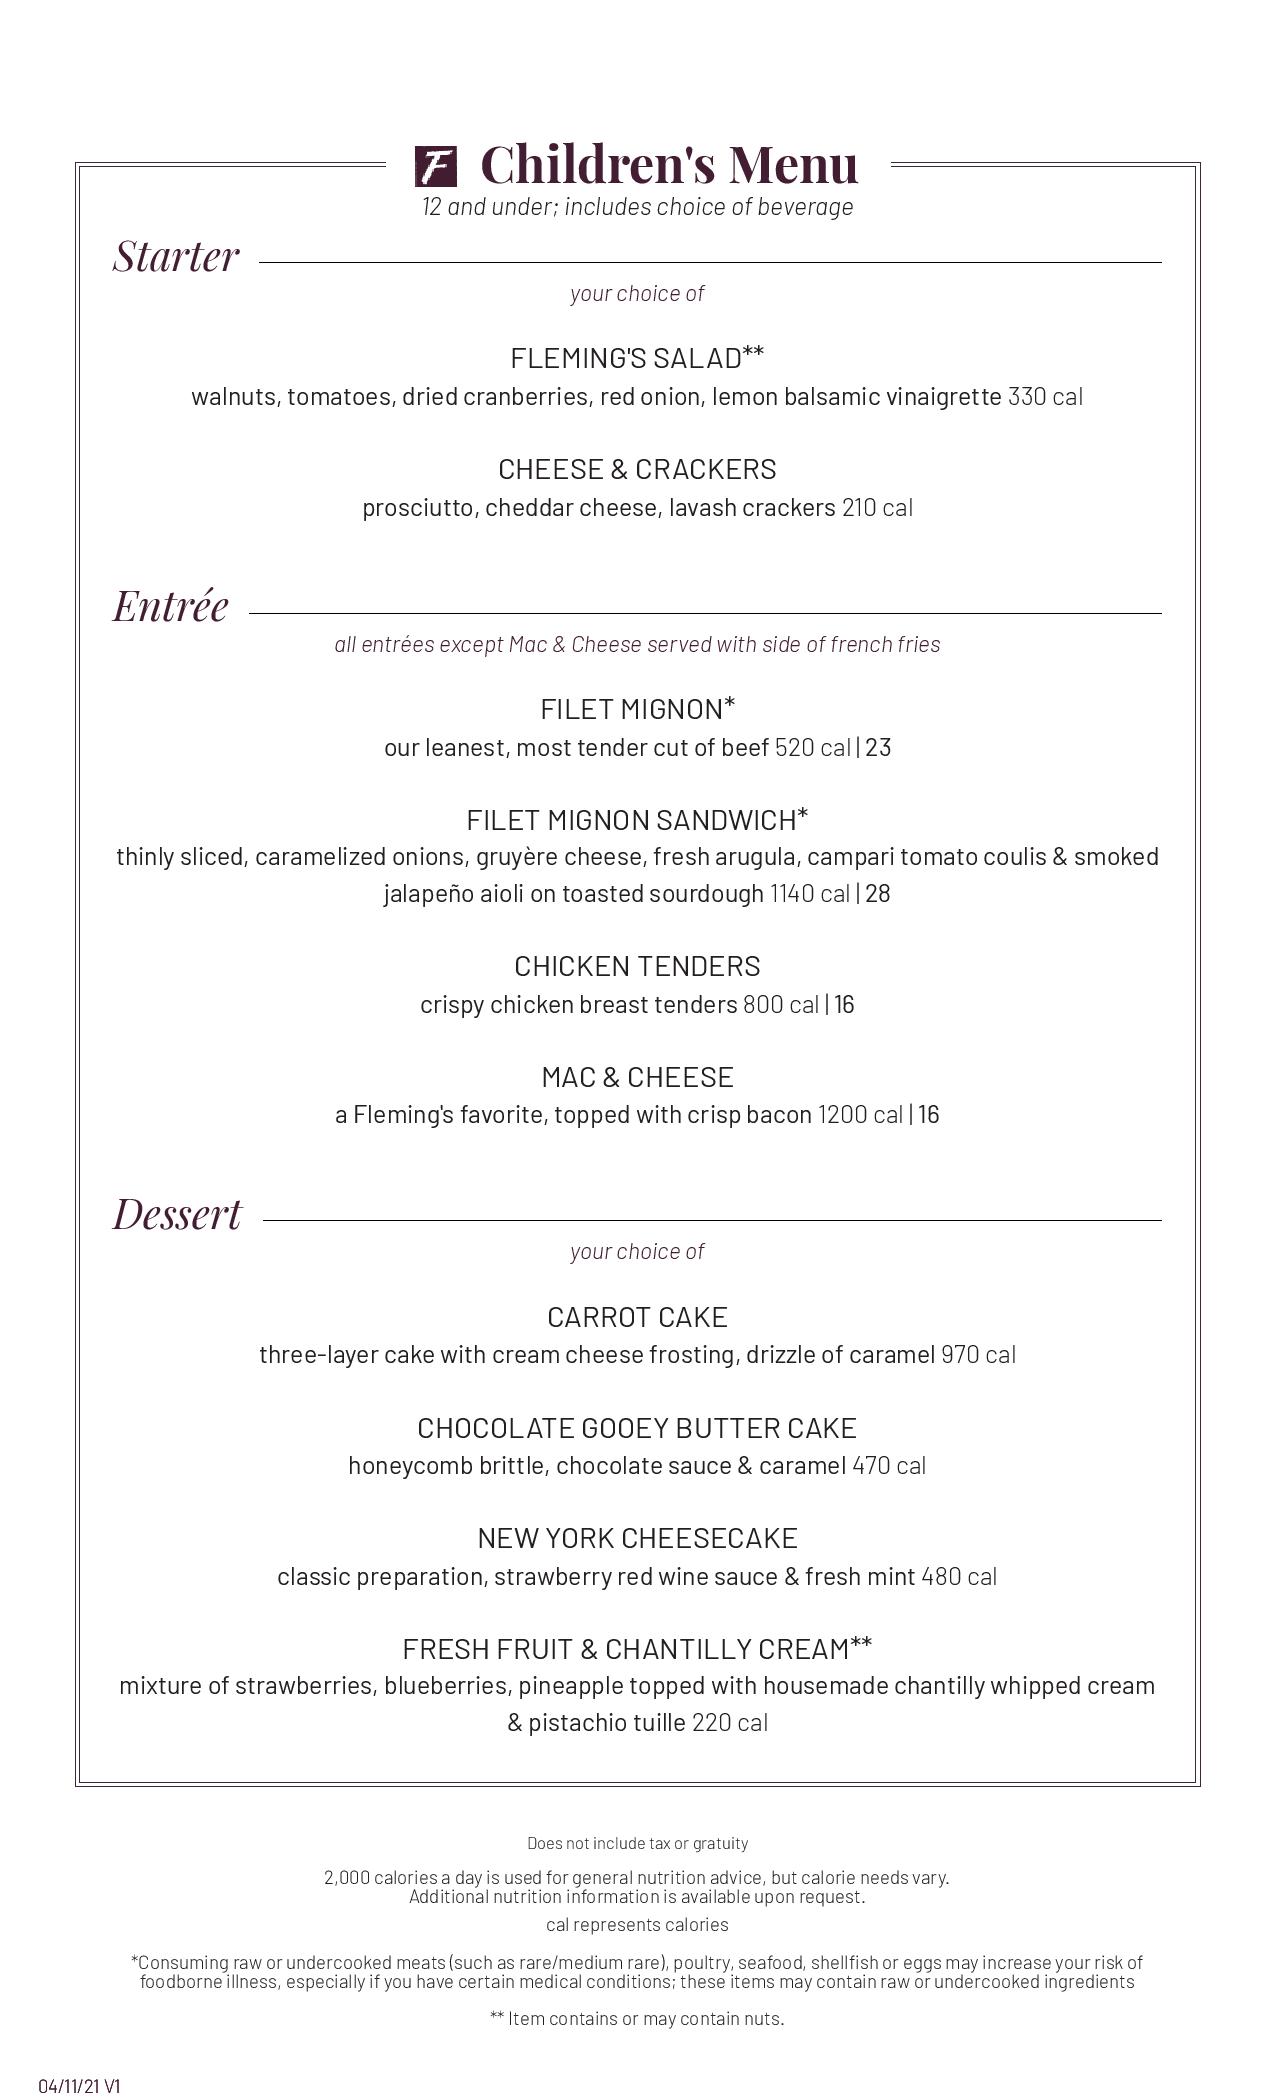 F Children's Menu
12 and under; includes choice of beverage
Starter
your choice of
FLEMING'S SALAD**
walnuts, tomatoes, dried cranberries, red onion, lemon balsamic vinaigrette 330 cal
CHEESE & CRACKERS
prosciutto, cheddar cheese, lavash crackers 210 cal
Entrée
all entrées except Mac & Cheese served with side of french fries
FILET MIGNON*
our leanest, most tender cut of beef 520 cal | 23
FILET MIGNON SANDWICH*
thinly sliced, caramelized onions, gruyère cheese, fresh arugula, campari tomato coulis & smoked
jalapeño aioli on toasted sourdough 1140 cal | 28
CHICKEN TENDERS
crispy chicken breast tenders 800 cal | 16
MAC & CHEESE
a Fleming's favorite, topped with crisp bacon 1200 cal | 16
Dessert
your choice of
CARROT CAKE
three-layer cake with cream cheese frosting, drizzle of caramel 970 cal
CHOCOLATE GOOEY BUTTER CAKE
honeycomb brittle, chocolate sauce & caramel 470 cal
NEW YORK CHEESECAKE
classic preparation, strawberry red wine sauce & fresh mint 480 cal
FRESH FRUIT & CHANTILLY CREAM**
mixture of strawberries, blueberries, pineapple topped with housemade chantilly whipped cream
& pistachio tuille 220 cal
Does not include tax or gratuity
2,000 calories a day is used for general nutrition advice, but calorie needs vary.
Additional nutrition information is available upon request.
cal represents calories
*Consuming raw or undercooked meats (such as rare/medium rare), poultry, seafood, shellfish or eggs may increase your risk of
foodborne illness, especially if you have certain medical conditions; these items may contain raw or undercooked ingredients
** Item contains or may contain nuts.
04/11/21 V1